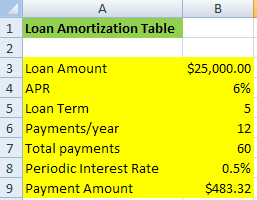 A B
1 Loan Amortization Table
2
3 Loan Amount $25,000.00
4 APR 6%
5 Loan Term 5
6 Payments/year 12
7 Total payments 60
8 Periodic Interest Rate 0.5%
9 Payment Amount $483.32